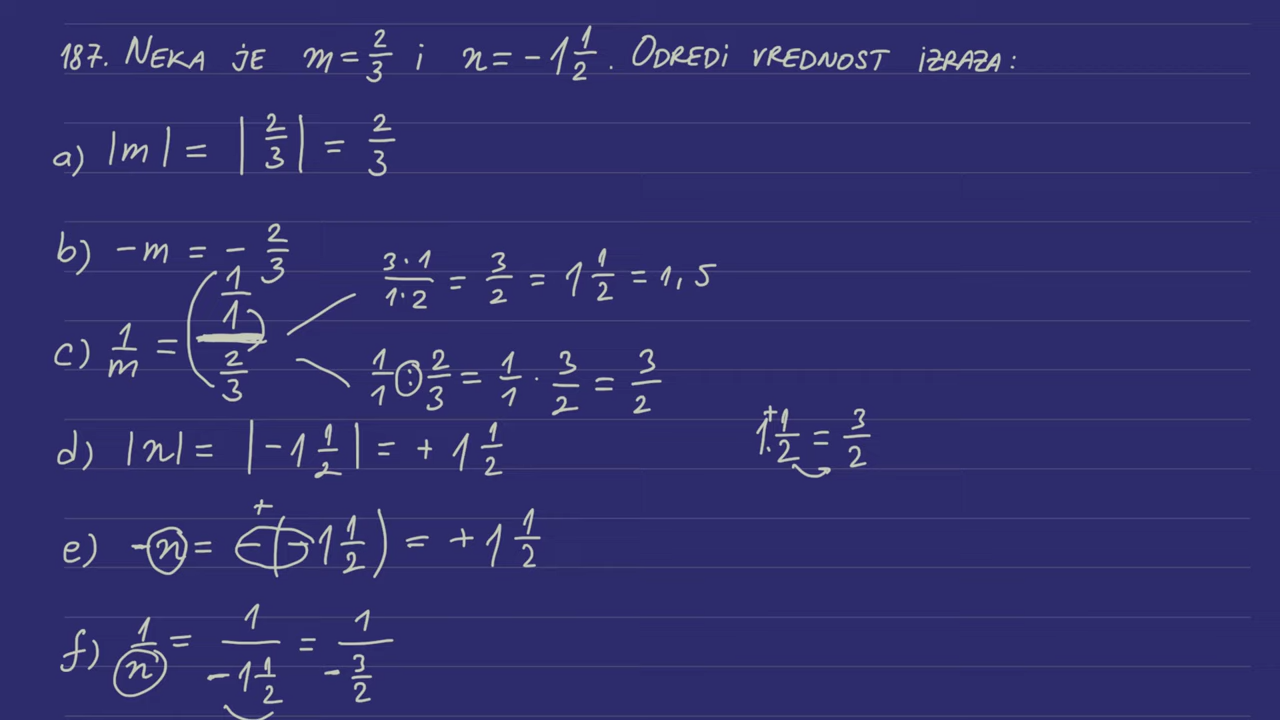 187. NEKA JE m = 2/3 i n = -1 1/2. ODREDI VREDNOST IZRAZA:
a) |m| = |2/3| = 2/3
b) -m = - 2/3
c) 1/m = (1/1)/(2/3) 3·1/1·2 = 3/2 = 1 1/2 = 1,5
1/1 : 2/3 = 1/1 · 3/2 = 3/2
d) |n| = |-1 1/2| = + 1 1/2 1 + 1/2 = 3/2
e) -n = + -(-1 1/2) = + 1 1/2
f) 1/n = 1/(-1 1/2) = 1/(- 3/2)